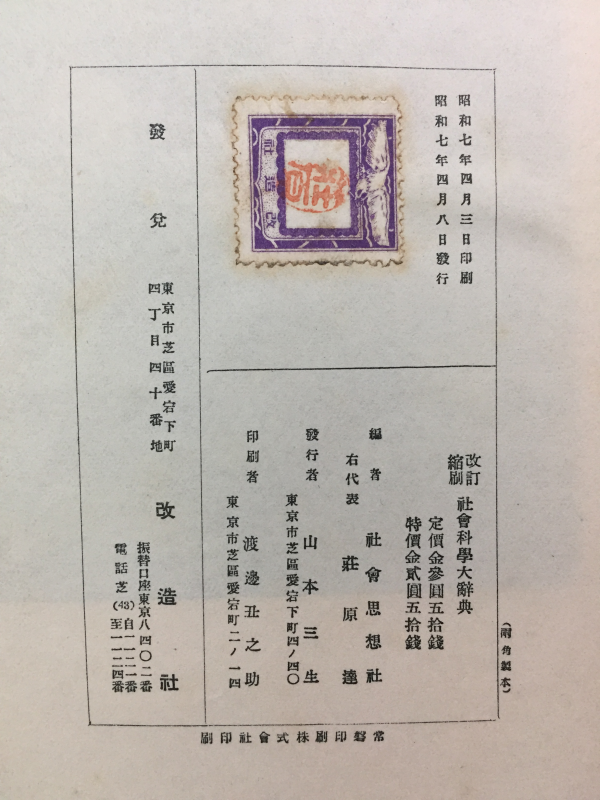 昭和七年四月三日印刷
昭和七年四月八日發行
改造社
莊原
改訂
縮刷
社會科學大辭典
定價金參圓五拾錢
特價金貳圓五拾錢
編者 社會思想社
右代表 莊原達
發行者 山本三生
東京市芝區愛宕下町四ノ四〇
印刷者 渡邊丑之助
東京市芝區愛宕町二ノ一四
發兌
東京市芝區愛宕下町
四丁目四十番地
改造社
振替口座東京八四〇二番
電話芝(43)自一一二一番
至一一二四番
常磐印刷株式會社印刷
(兩角製本)